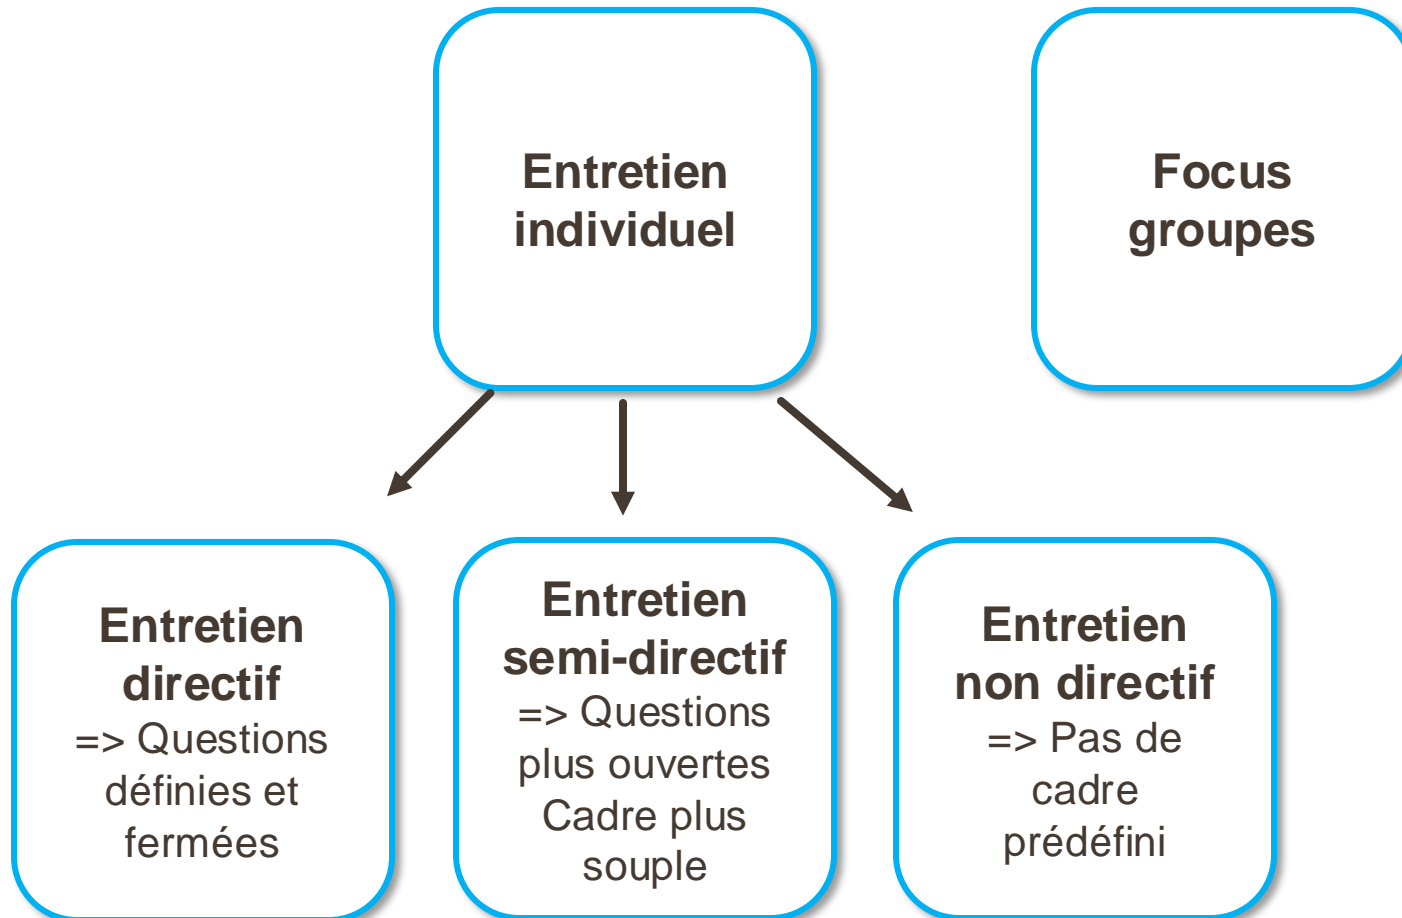 Entretien
individuel
Focus
groupes
Entretien
directif
=> Questions
définies et
fermées
Entretien
semi-directif
=> Questions
plus ouvertes
Cadre plus
souple
Entretien
non directif
=> Pas de
cadre
prédéfini